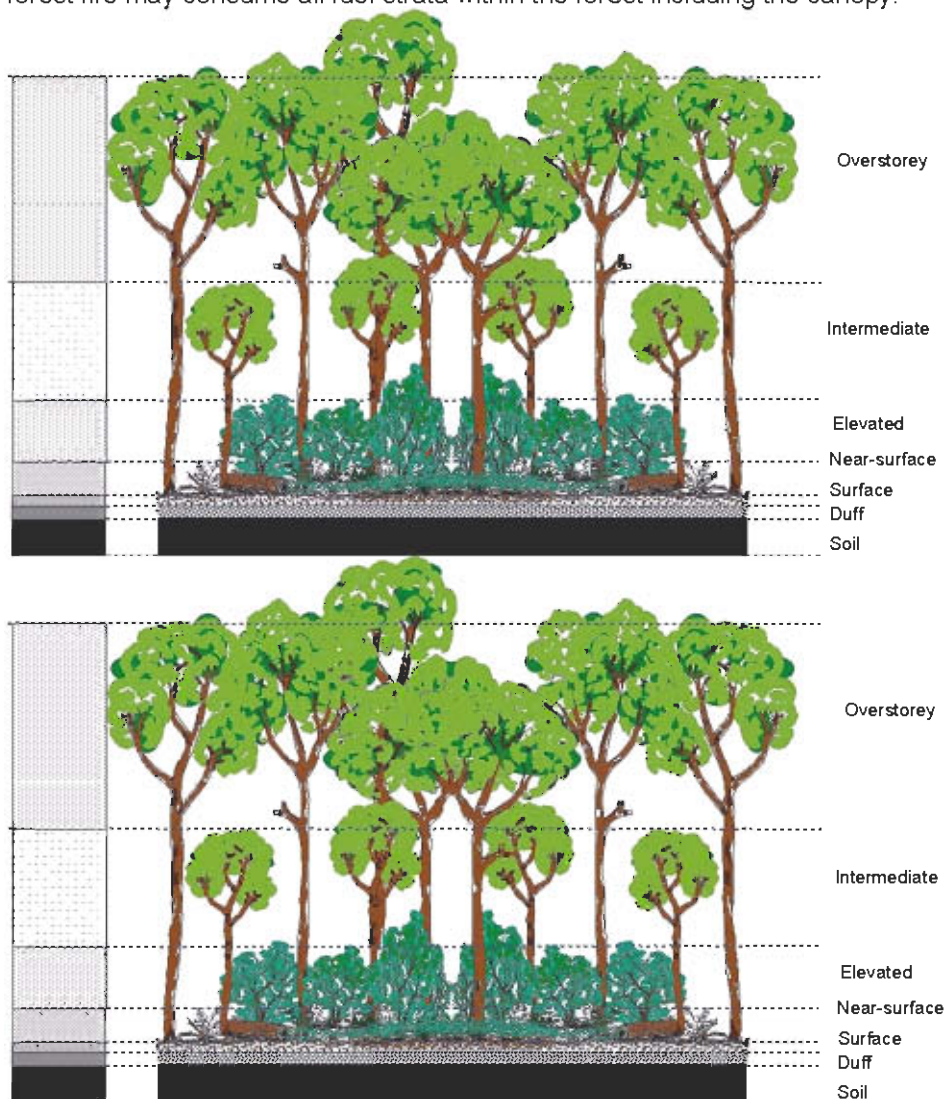 forest fire may consume all fuel strata within the forest including the canopy.
Overstorey
Intermediate
Elevated
Near-surface
Surface
Duff
Soil
Overstorey
Intermediate
Elevated
Near-surface
Surface
Duff
Soil